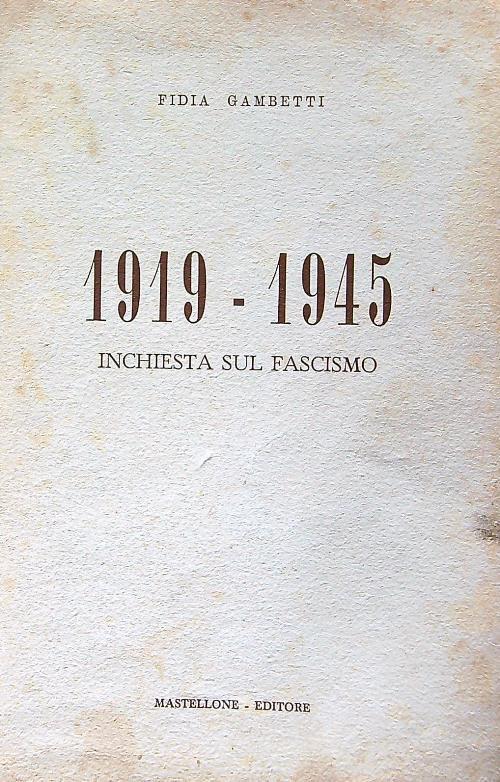 FIDIA GAMBETTI
1919 - 1945
INCHIESTA SUL FASCISMO
MASTELLONE - EDITORE